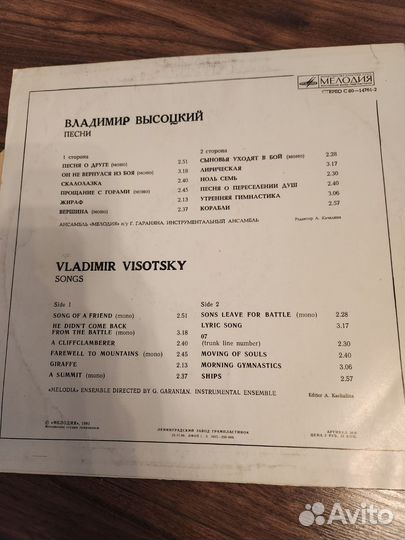 МЕЛОДИЯ
СТЕРЕО С 60—14761-2
ВЛАДИМИР ВЫСОЦКИЙ
ПЕСНИ
1 сторона
ПЕСНЯ О ДРУГЕ (моно) 2.51
ОН НЕ ВЕРНУЛСЯ ИЗ БОЯ (моно) 3.18
СКАЛОЛАЗКА 2.40
ПРОЩАНИЕ С ГОРАМИ (моно) 2.45
ЖИРАФ 2.13
ВЕРШИНА (моно) 2.37
2 сторона
СЫНОВЬЯ УХОДЯТ В БОЙ (моно) 2.28
ЛИРИЧЕСКАЯ 3.17
НОЛЬ СЕМЬ 2.30
ПЕСНЯ О ПЕРЕСЕЛЕНИИ ДУШ 2.40
УТРЕННЯЯ ГИМНАСТИКА 3.06
КОРАБЛИ 2.57
АНСАМБЛЬ «МЕЛОДИЯ» п/у Г. ГАРАНЯНА, ИНСТРУМЕНТАЛЬНЫЙ АНСАМБЛЬ
Редактор А. Качалина
VLADIMIR VISOTSKY
SONGS
Side 1
SONG OF A FRIEND (mono) 2.51
HE DIDN'T COME BACK
FROM THE BATTLE (mono) 3.18
A CLIFFCLAMBERER 2.40
FAREWELL TO MOUNTAINS (mono) 2.45
GIRAFFE 2.13
A SUMMIT (mono) 2.37
Side 2
SONS LEAVE FOR BATTLE (mono) 2.28
LYRIC SONG 3.17
07
(trunk line number) 2.30
MOVING OF SOULS 2.40
MORNING GYMNASTICS 3.06
SHIPS 2.57
«MELODIA» ENSEMBLE DIRECTED BY G. GARANIAN. INSTRUMENTAL ENSEMBLE
Editor A. Kachalina
ЛЕНИНГРАДСКИЙ ЗАВОД ГРАМПЛАСТИНОК
Avito